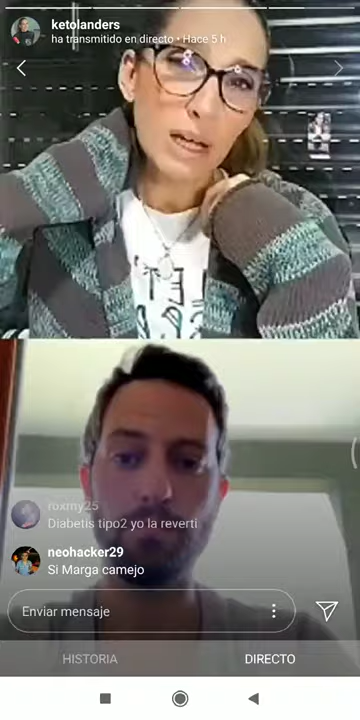 ketolanders
ha transmitido en directo • Hace 5 h
roxmy25
Diabetis tipo2 yo la reverti
neohacker29
Si Marga camejo
Enviar mensaje
HISTORIA
DIRECTO